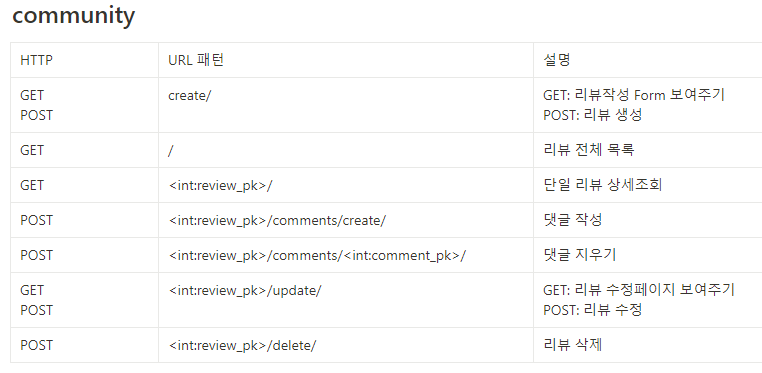 community
HTTP URL 패턴 설명
GET create/ GET: 리뷰작성 Form 보여주기
POST POST: 리뷰 생성
GET / 리뷰 전체 목록
GET <int:review_pk>/ 단일 리뷰 상세조회
POST <int:review_pk>/comments/create/ 댓글 작성
POST <int:review_pk>/comments/<int:comment_pk>/ 댓글 지우기
GET <int:review_pk>/update/ GET: 리뷰 수정페이지 보여주기
POST POST: 리뷰 수정
POST <int:review_pk>/delete/ 리뷰 삭제